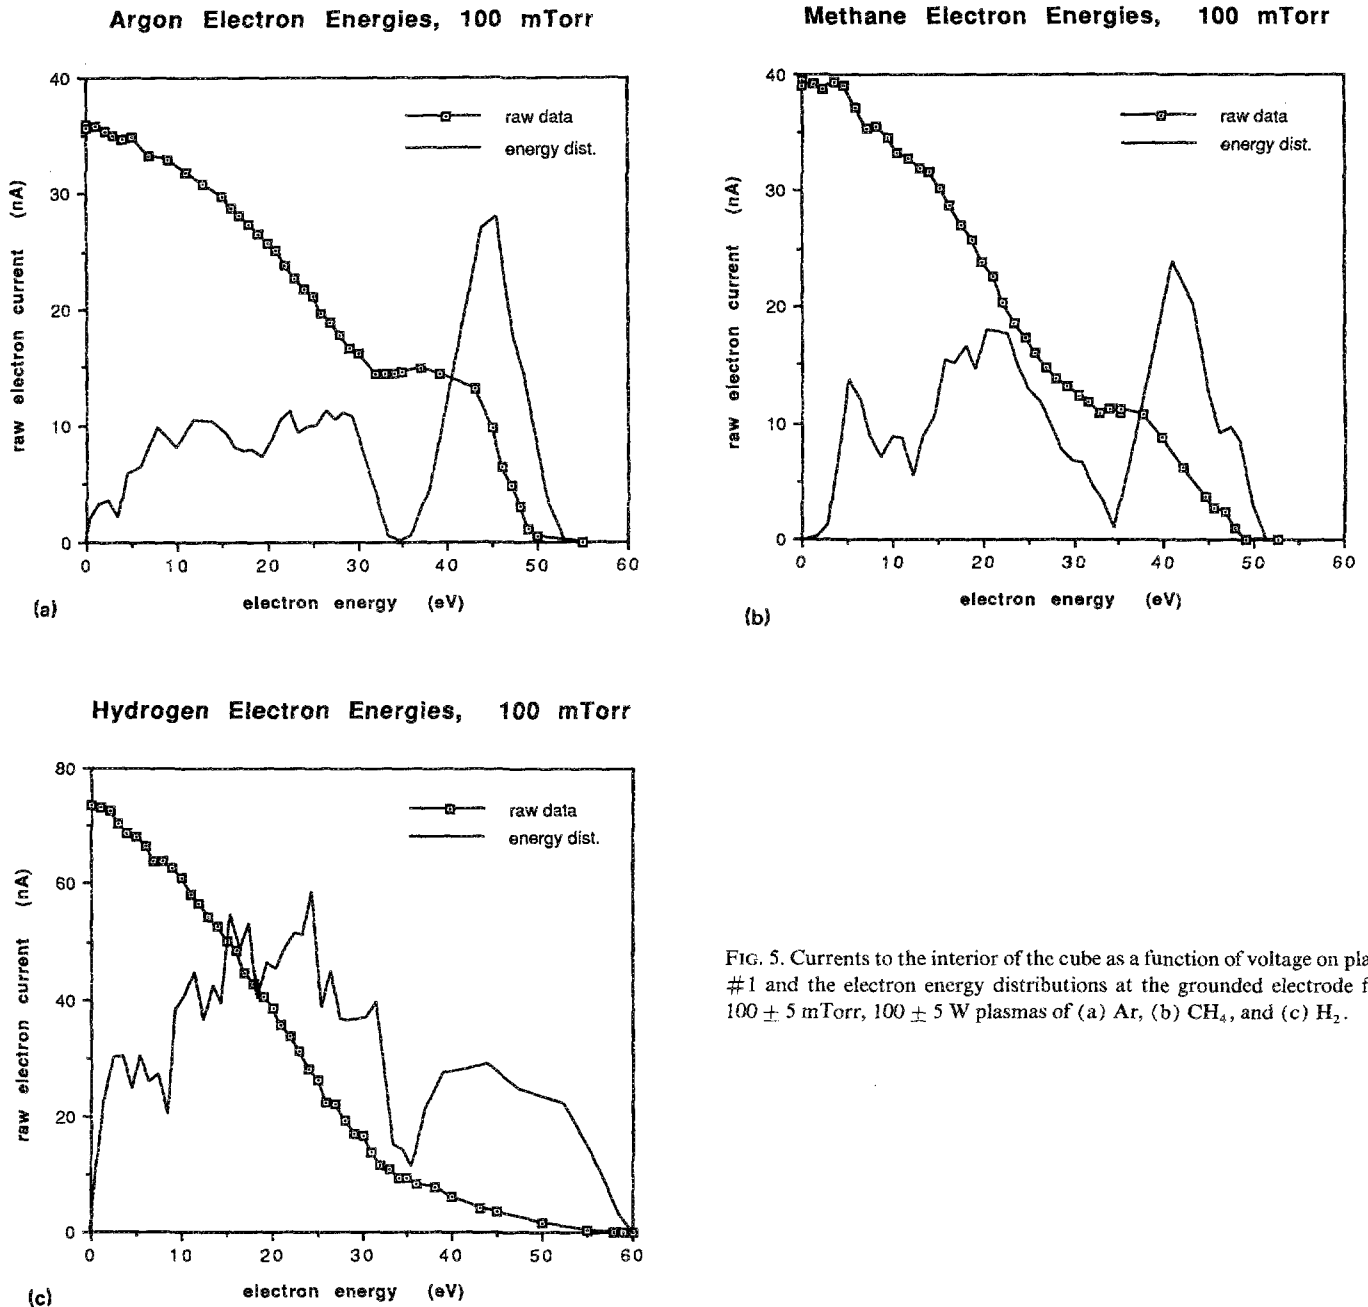 Argon Electron Energies, 100 mTorr
40
30
20
10
0
raw electron current (nA)
raw data
energy dist.
0 10 20 30 40 50 60
electron energy (eV)
(a)
Methane Electron Energies, 100 mTorr
40
30
20
10
0
raw electron current (nA)
raw data
energy dist.
0 10 20 30 40 50 60
electron energy (eV)
(b)
Hydrogen Electron Energies, 100 mTorr
80
60
40
20
0
raw electron current (nA)
raw data
energy dist.
0 10 20 30 40 50 60
electron energy (eV)
(c)
FIG. 5. Currents to the interior of the cube as a function of voltage on pla
#1 and the electron energy distributions at the grounded electrode f
100 ± 5 mTorr, 100 ± 5 W plasmas of (a) Ar, (b) CH₄, and (c) H₂.